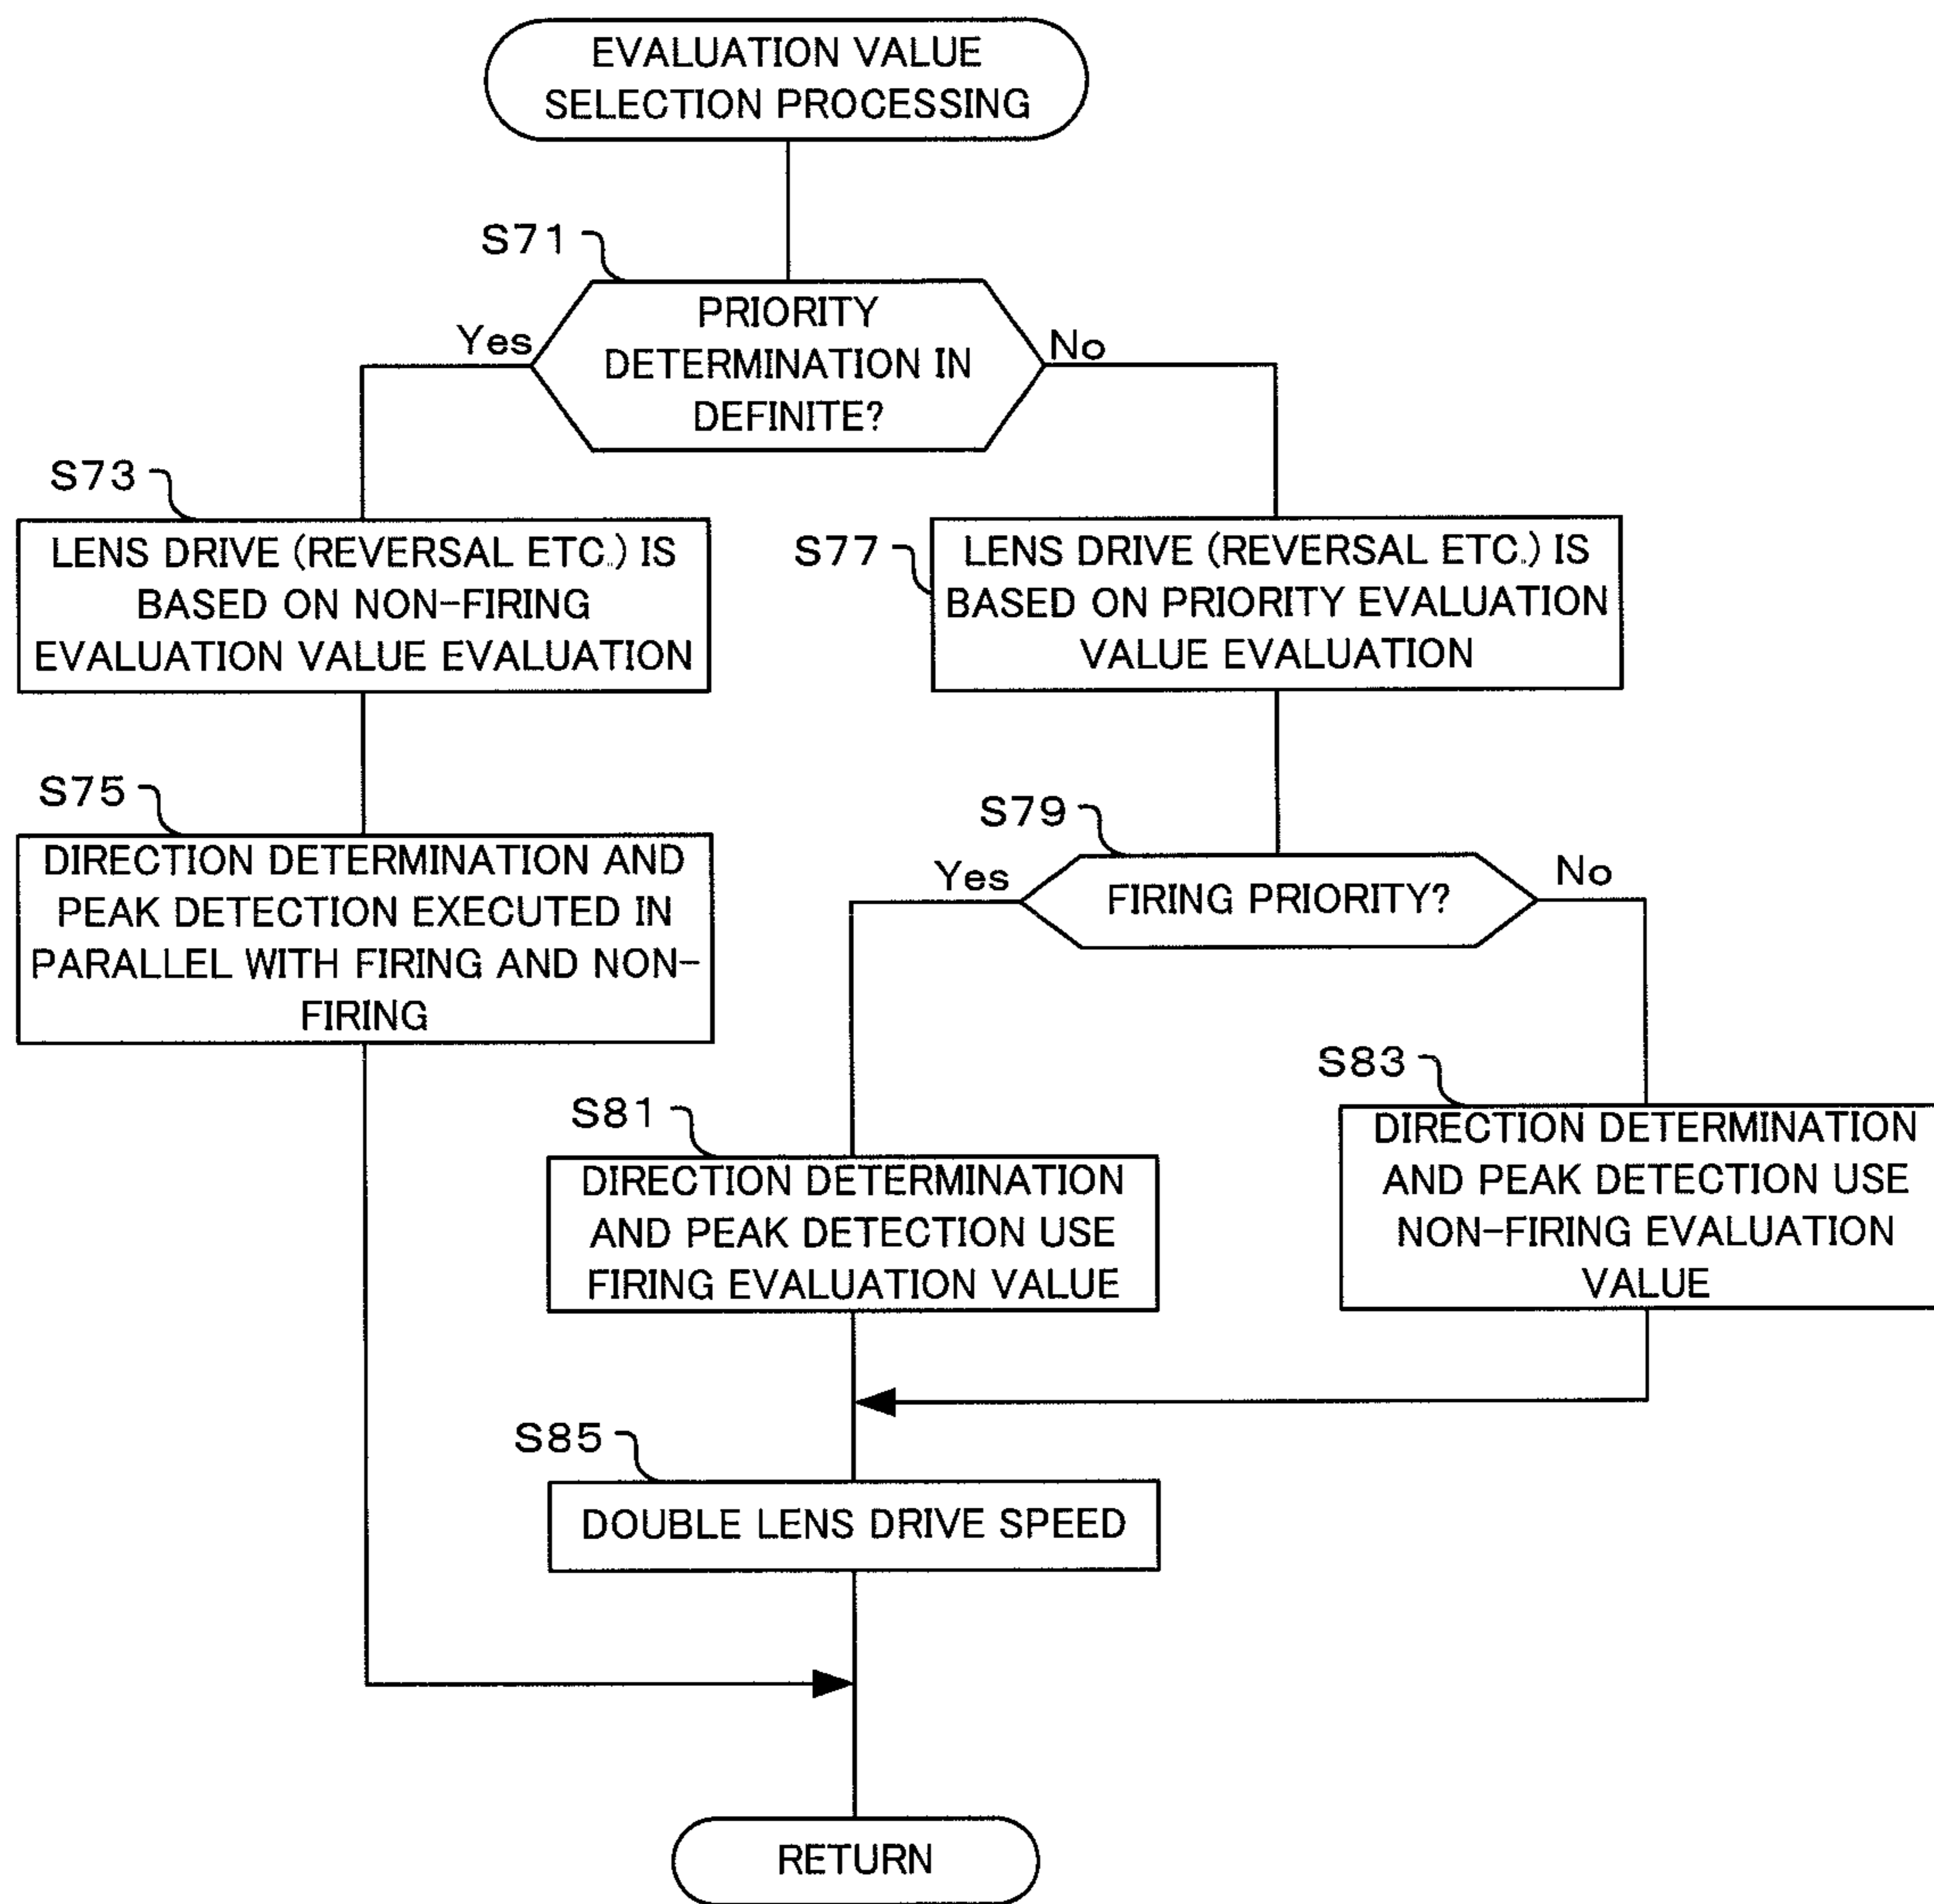 EVALUATION VALUE
SELECTION PROCESSING
S71
PRIORITY
DETERMINATION IN
DEFINITE?
Yes
No
S73
LENS DRIVE (REVERSAL ETC.) IS
BASED ON NON-FIRING
EVALUATION VALUE EVALUATION
S77
LENS DRIVE (REVERSAL ETC.) IS
BASED ON PRIORITY EVALUATION
VALUE EVALUATION
S75
DIRECTION DETERMINATION AND
PEAK DETECTION EXECUTED IN
PARALLEL WITH FIRING AND NON-
FIRING
S79
FIRING PRIORITY?
Yes
No
S81
DIRECTION DETERMINATION
AND PEAK DETECTION USE
FIRING EVALUATION VALUE
S83
DIRECTION DETERMINATION
AND PEAK DETECTION USE
NON-FIRING EVALUATION
VALUE
S85
DOUBLE LENS DRIVE SPEED
RETURN